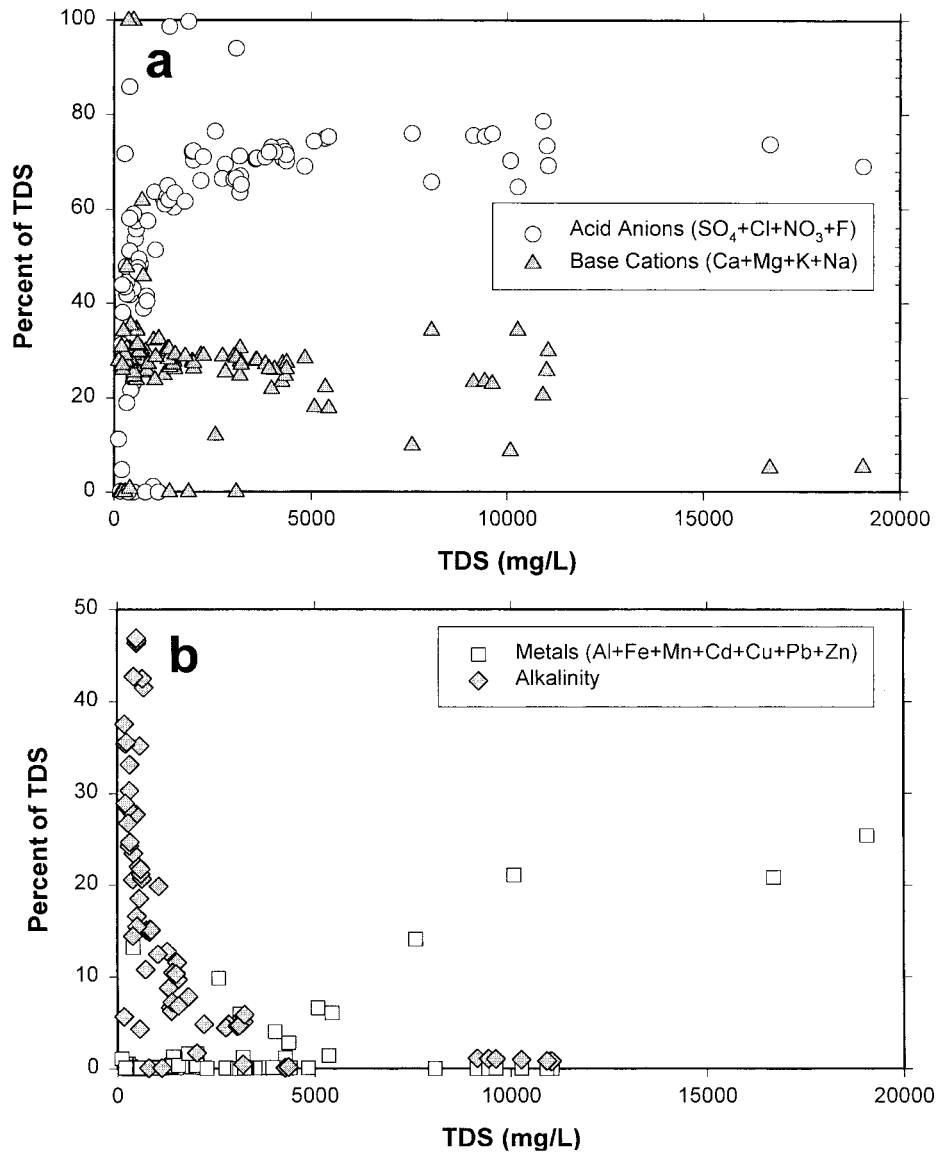 100
80
60
40
20
0
Percent of TDS
a
Acid Anions (SO4+Cl+NO3+F)
Base Cations (Ca+Mg+K+Na)
0 5000 10000 15000 20000
TDS (mg/L)
50
40
30
20
10
0
Percent of TDS
b
Metals (Al+Fe+Mn+Cd+Cu+Pb+Zn)
Alkalinity
0 5000 10000 15000 20000
TDS (mg/L)